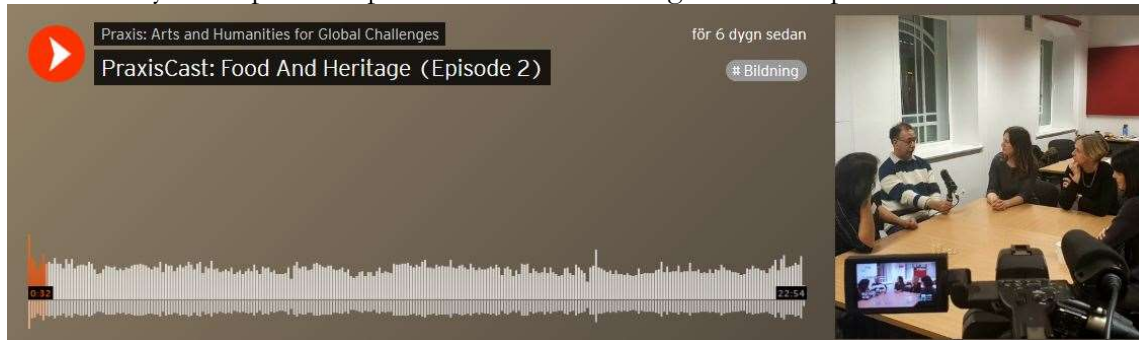 Praxis: Arts and Humanities for Global Challenges
för 6 dygn sedan
PraxisCast: Food And Heritage (Episode 2)
# Bildning
0:32
22:54